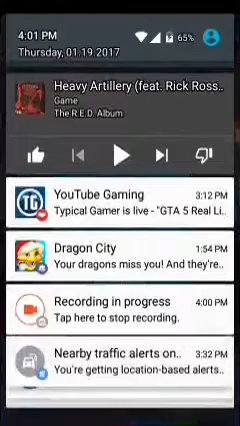 4:01 PM
65%
Thursday, 01.19.2017
Heavy Artillery (feat. Rick Ross..
Game
The R.E.D. Album
YouTube Gaming
3:12 PM
TG
Typical Gamer is live - "GTA 5 Real Li..
Dragon City
1:54 PM
Your dragons miss you! And they're..
Recording in progress
4:00 PM
Tap here to stop recording.
Nearby traffic alerts on..
3:32 PM
You're getting location-based alerts..